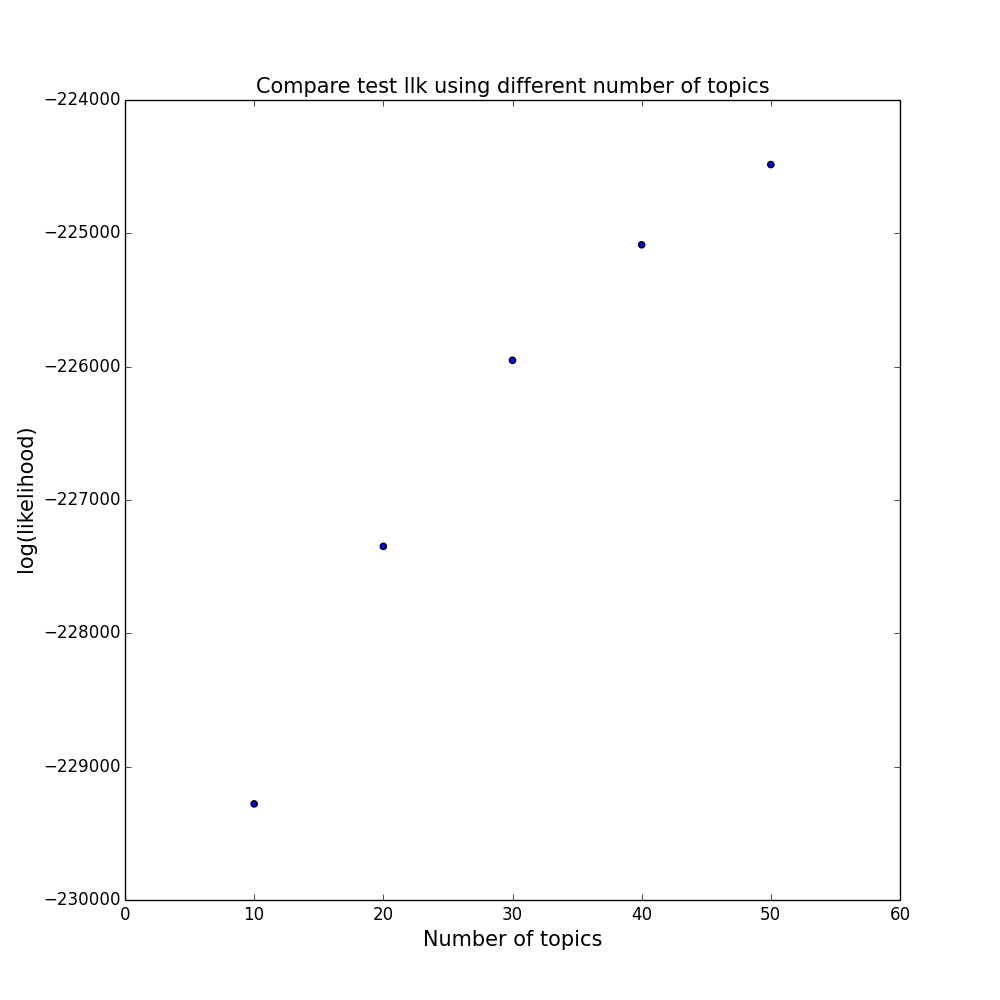 Compare test llk using different number of topics
−224000
−225000
−226000
−227000
−228000
−229000
−230000
log(likelihood)
0 10 20 30 40 50 60
Number of topics